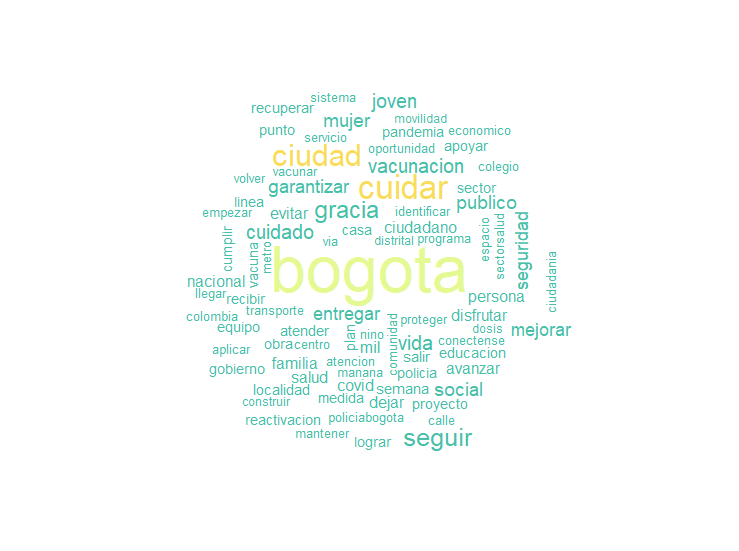 sistema
joven
recuperar
mujer
movilidad
punto
servicio
pandemia
economico
ciudad
oportunidad
apoyar
volver
vacunar
vacunacion
colegio
garantizar
cuidar
sector
linea
empezar
evitar
gracia
identificar
publico
cumplir
cuidado
casa
ciudadano
espacio
sectorsalud
seguridad
vacuna
metro
via
distrital
programa
ciudadania
bogota
nacional
llegar
recibir
persona
colombia
transporte
entregar
proteger
disfrutar
equipo
atender
plan
nino
comunidad
dosis
mejorar
aplicar
obra
centro
mil
vida
conectense
gobierno
familia
atencion
salir
educacion
salud
manana
policia
avanzar
localidad
covid
semana
social
construir
medida
dejar
proyecto
reactivacion
policiabogota
calle
mantener
lograr
seguir